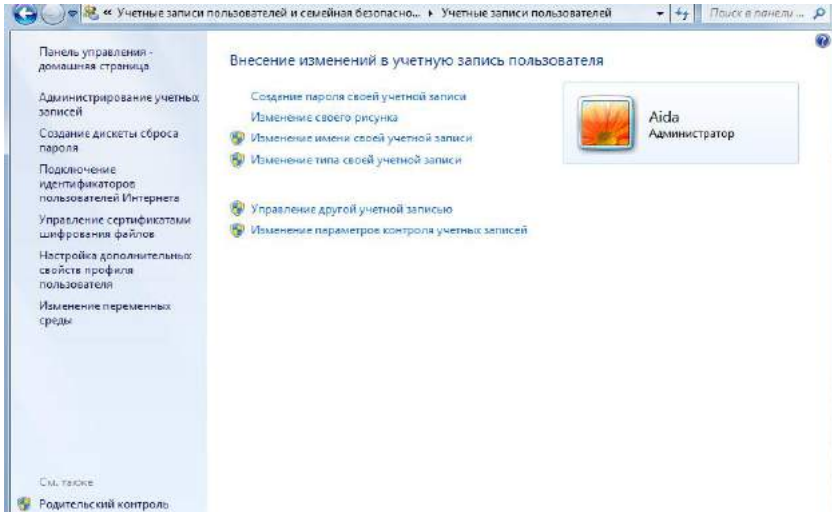 « Учетные записи пользователей и семейная безопасно... ▸ Учетные записи пользователей
Поиск в панели ...
Панель управления -
домашняя страница
Администрирование учетных
записей
Создание дискеты сброса
пароля
Подключение
идентификаторов
пользователей Интернета
Управление сертификатами
шифрования файлов
Настройка дополнительных
свойств профиля
пользователя
Изменение переменных
среды
См. также
Родительский контроль
Внесение изменений в учетную запись пользователя
Создание пароля своей учетной записи
Изменение своего рисунка
Изменение имени своей учетной записи
Изменение типа своей учетной записи
Управление другой учетной записью
Изменение параметров контроля учетных записей
Aida
Администратор